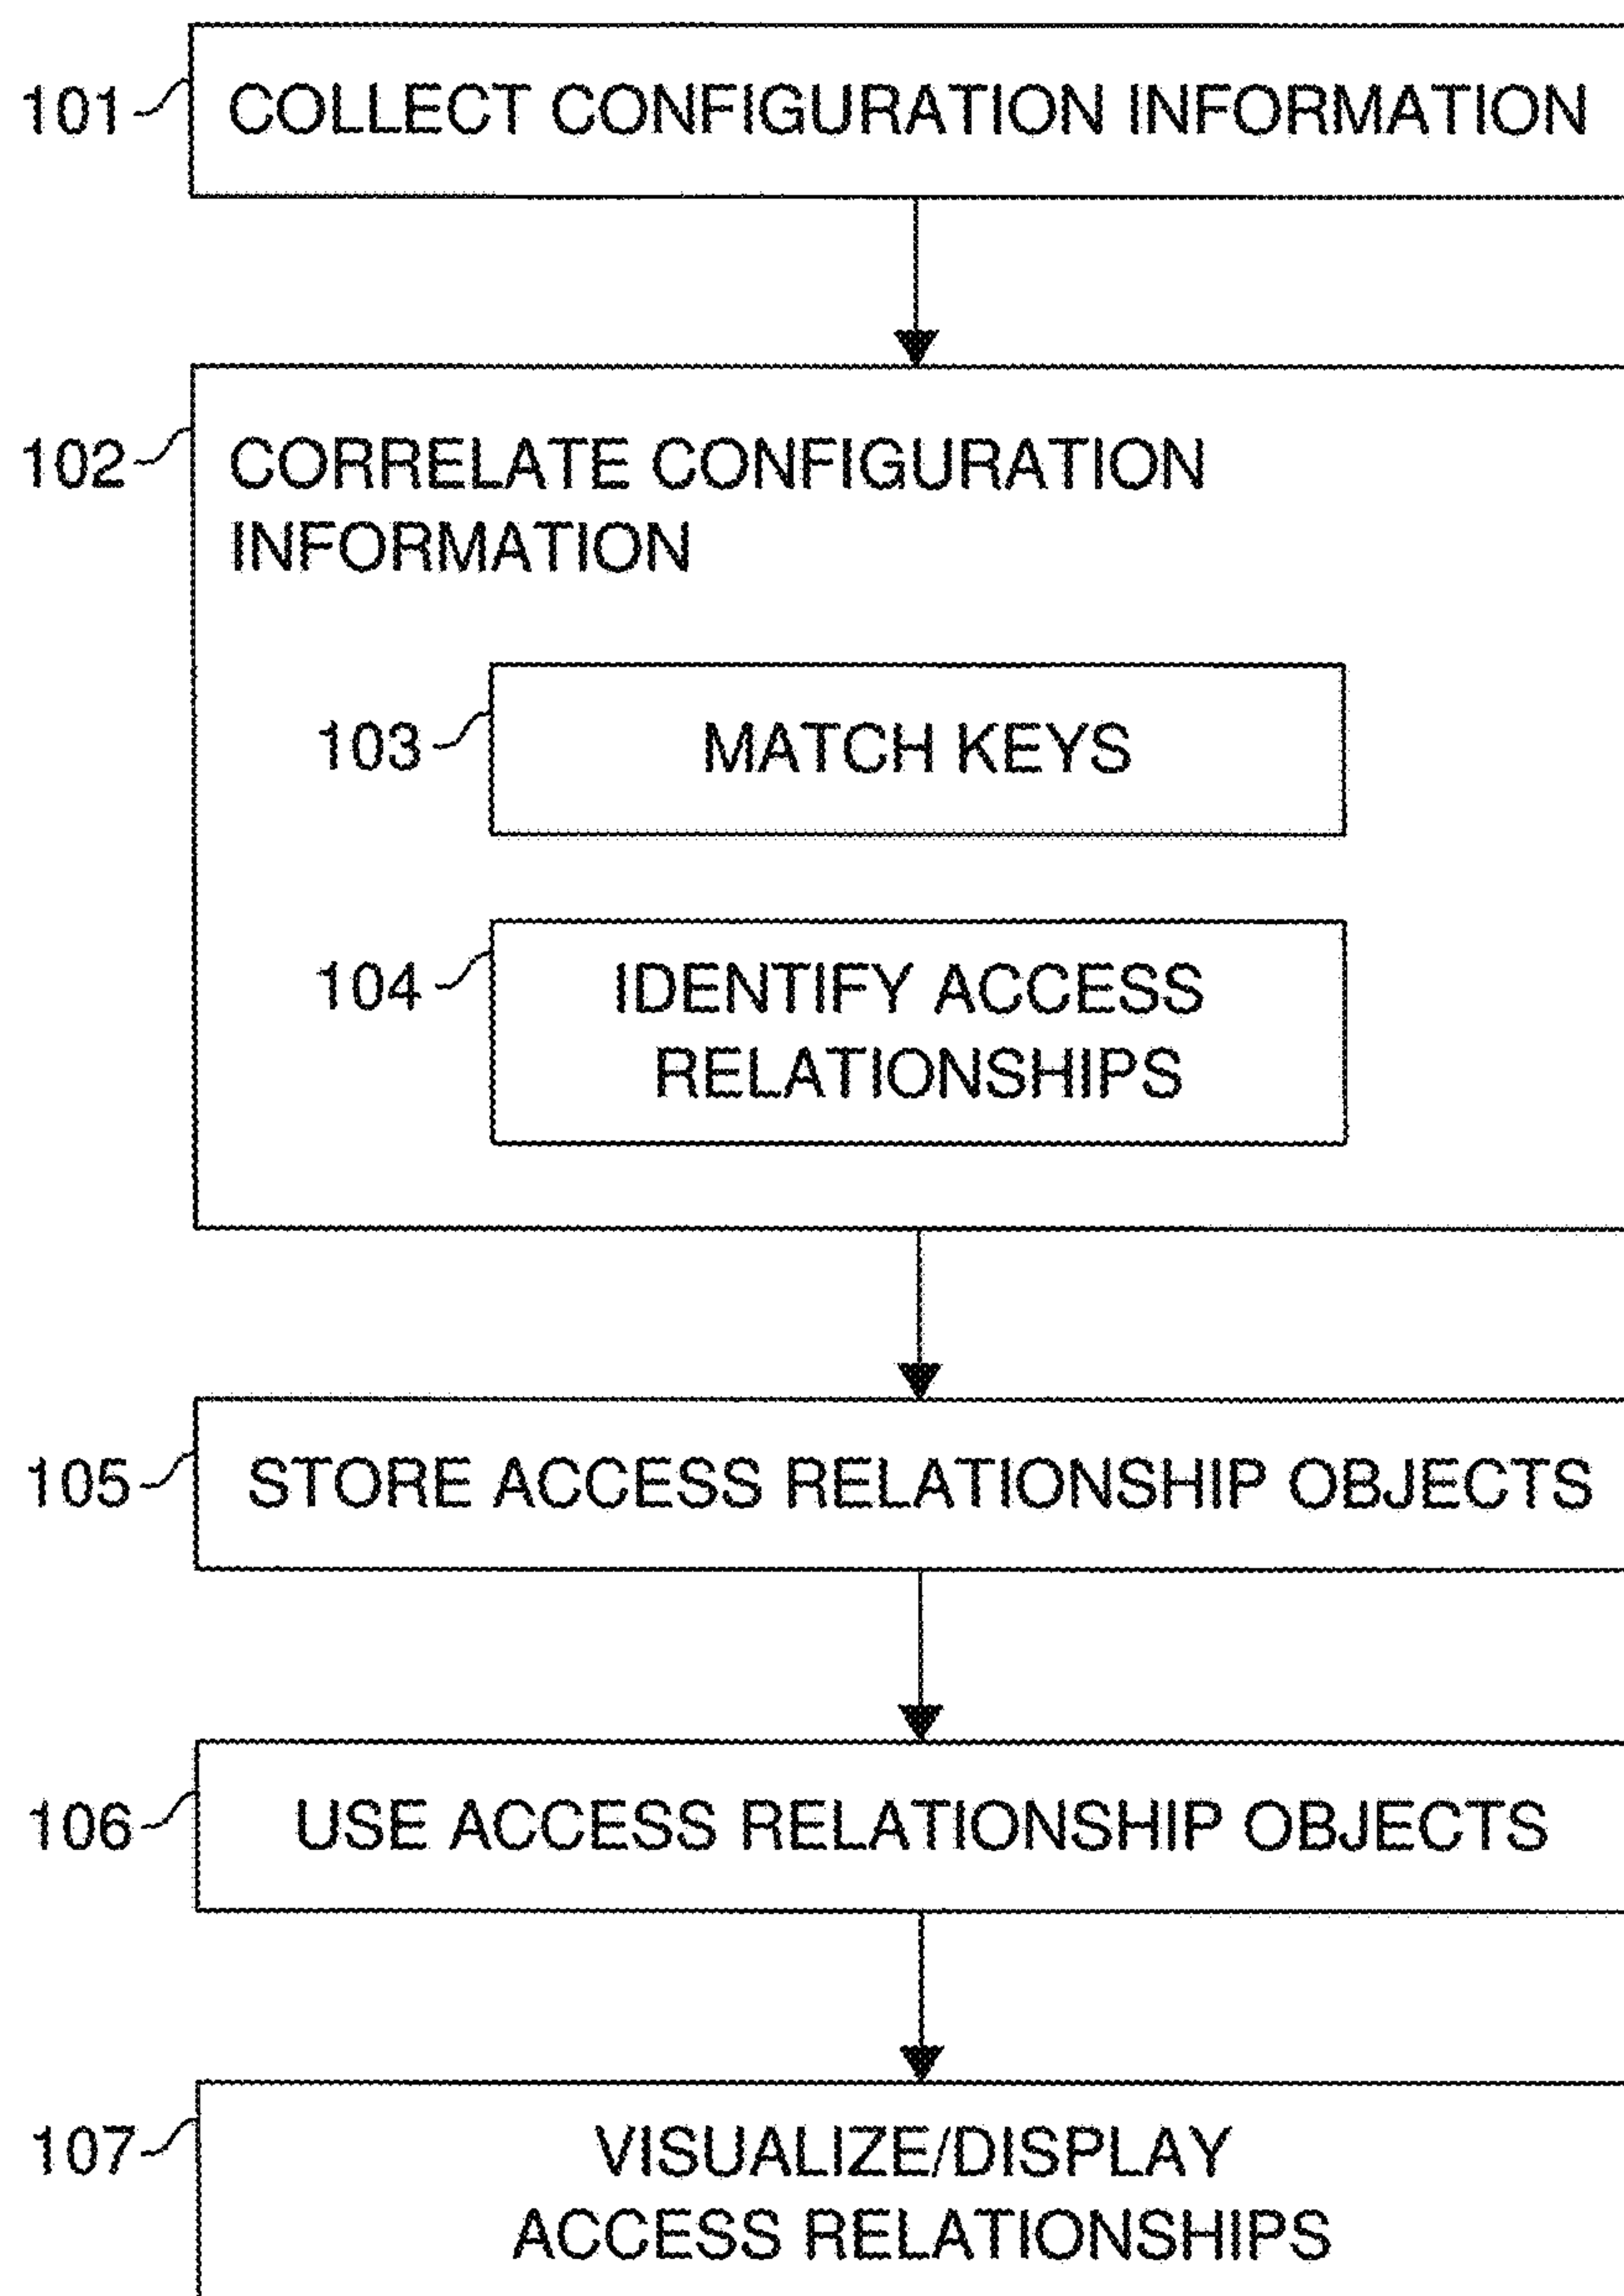 101 COLLECT CONFIGURATION INFORMATION
102 CORRELATE CONFIGURATION
INFORMATION
103 MATCH KEYS
104 IDENTIFY ACCESS
RELATIONSHIPS
105 STORE ACCESS RELATIONSHIP OBJECTS
106 USE ACCESS RELATIONSHIP OBJECTS
107 VISUALIZE/DISPLAY
ACCESS RELATIONSHIPS